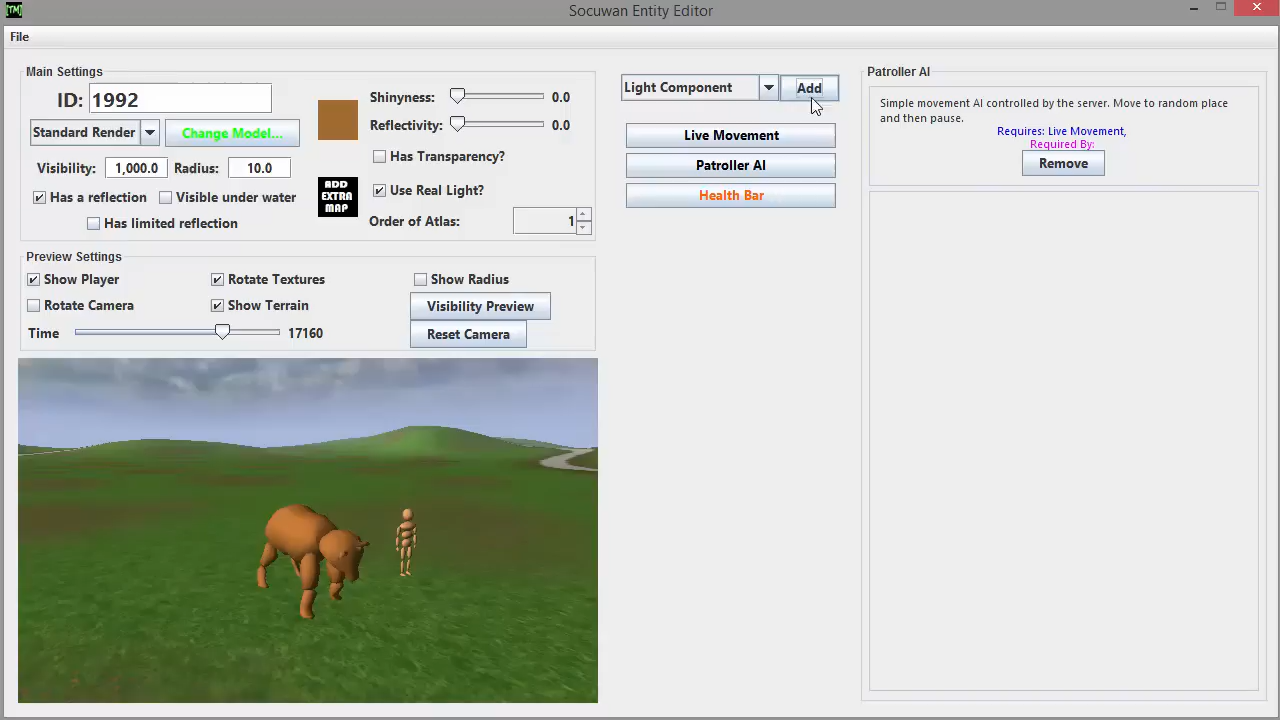 [TM]
Socuwan Entity Editor
File
Main Settings
ID: 1992
Standard Render
Change Model...
Visibility: 1,000.0 Radius: 10.0
Has a reflection
Visible under water
Has limited reflection
Shinyness: 0.0
Reflectivity: 0.0
Has Transparency?
ADD
EXTRA
MAP
Use Real Light?
Order of Atlas: 1
Preview Settings
Show Player
Rotate Textures
Show Radius
Rotate Camera
Show Terrain
Visibility Preview
Time 17160
Reset Camera
Light Component
Add
Live Movement
Patroller AI
Health Bar
Patroller AI
Simple movement AI controlled by the server. Move to random place
and then pause.
Requires: Live Movement,
Required By:
Remove